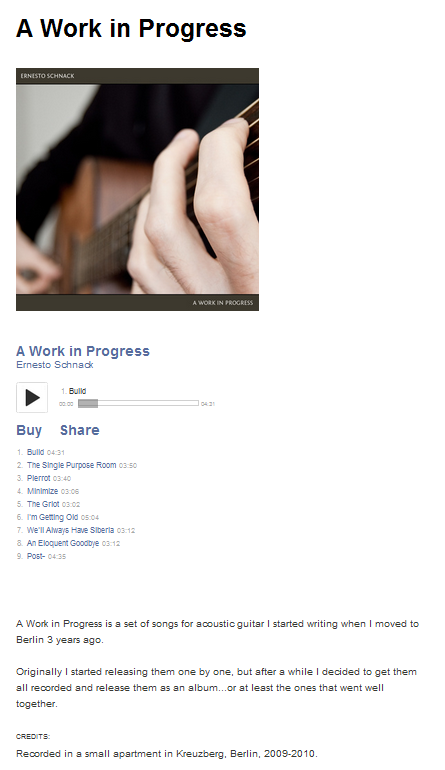 A Work in Progress
ERNESTO SCHNACK
A WORK IN PROGRESS
A Work in Progress
Ernesto Schnack
1. Build
00:00 04:31
Buy Share
1. Build 04:31
2. The Single Purpose Room 03:50
3. Pierrot 03:40
4. Minimize 03:06
5. The Griot 03:02
6. I'm Getting Old 05:04
7. We'll Always Have Siberia 03:12
8. An Eloquent Goodbye 03:12
9. Post- 04:35
A Work in Progress is a set of songs for acoustic guitar I started writing when I moved to
Berlin 3 years ago.
Originally I started releasing them one by one, but after a while I decided to get them
all recorded and release them as an album...or at least the ones that went well
together.
CREDITS:
Recorded in a small apartment in Kreuzberg, Berlin, 2009-2010.